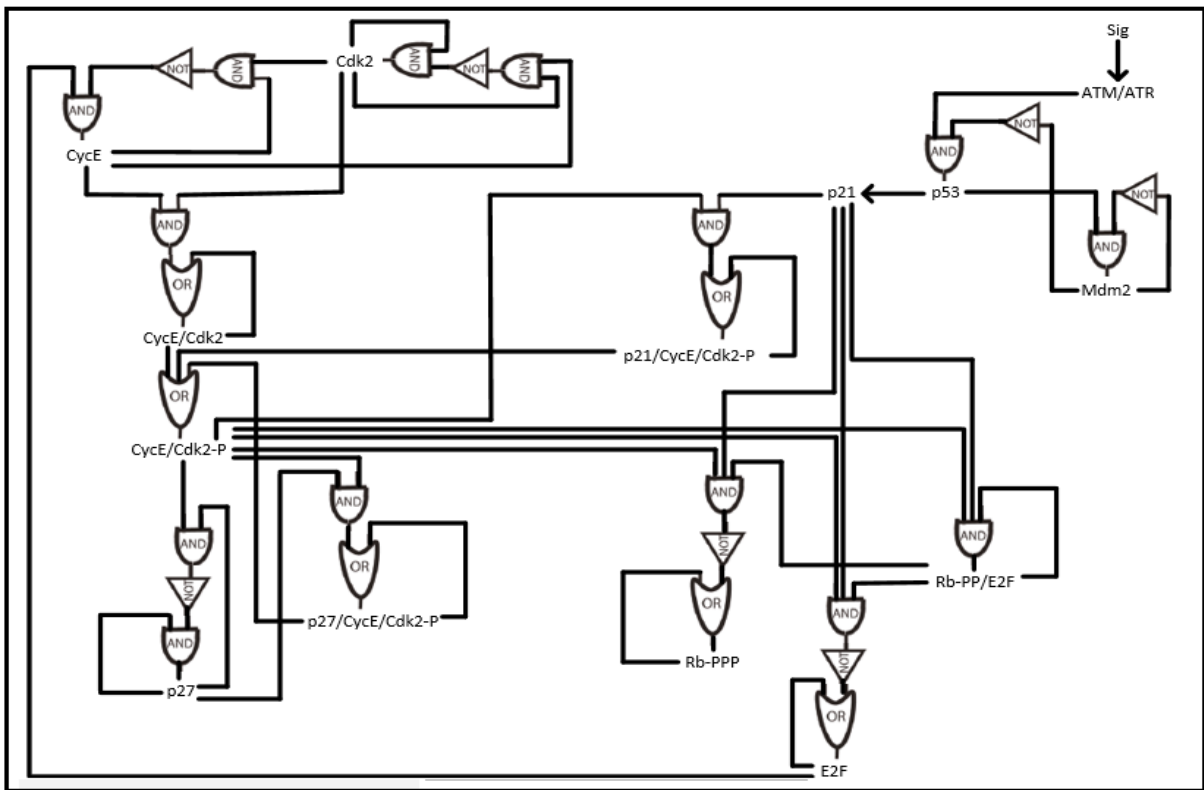 Sig
ATM/ATR
NOT
AND
Cdk2
AND
NOT
AND
NOT
AND
AND
CycE
p21
p53
NOT
AND
AND
AND
Mdm2
OR
OR
CycE/Cdk2
p21/CycE/Cdk2-P
OR
CycE/Cdk2-P
AND
AND
AND
AND
NOT
NOT
OR
Rb-PP/E2F
OR
AND
p27/CycE/Cdk2-P
AND
NOT
Rb-PPP
p27
OR
E2F